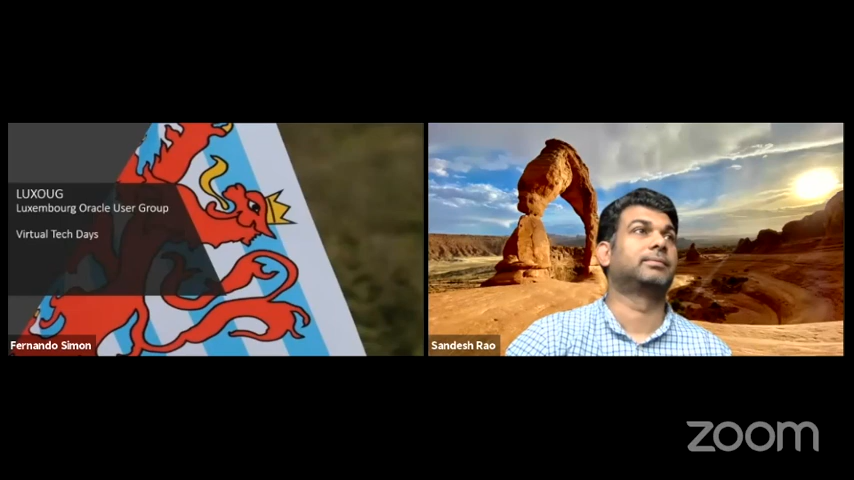 LUXOUG
Luxembourg Oracle User Group
Virtual Tech Days
Fernando Simon
Sandesh Rao
zoom